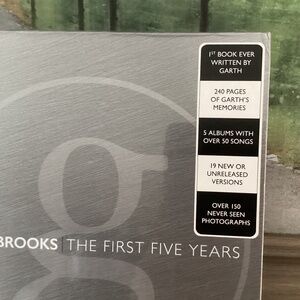 1ST BOOK EVER
WRITTEN BY
GARTH
240 PAGES
OF GARTH'S
MEMORIES
5 ALBUMS WITH
OVER 50 SONGS
19 NEW OR
UNRELEASED
VERSIONS
OVER 150
NEVER SEEN
PHOTOGRAPHS
g
BROOKS | THE FIRST FIVE YEARS